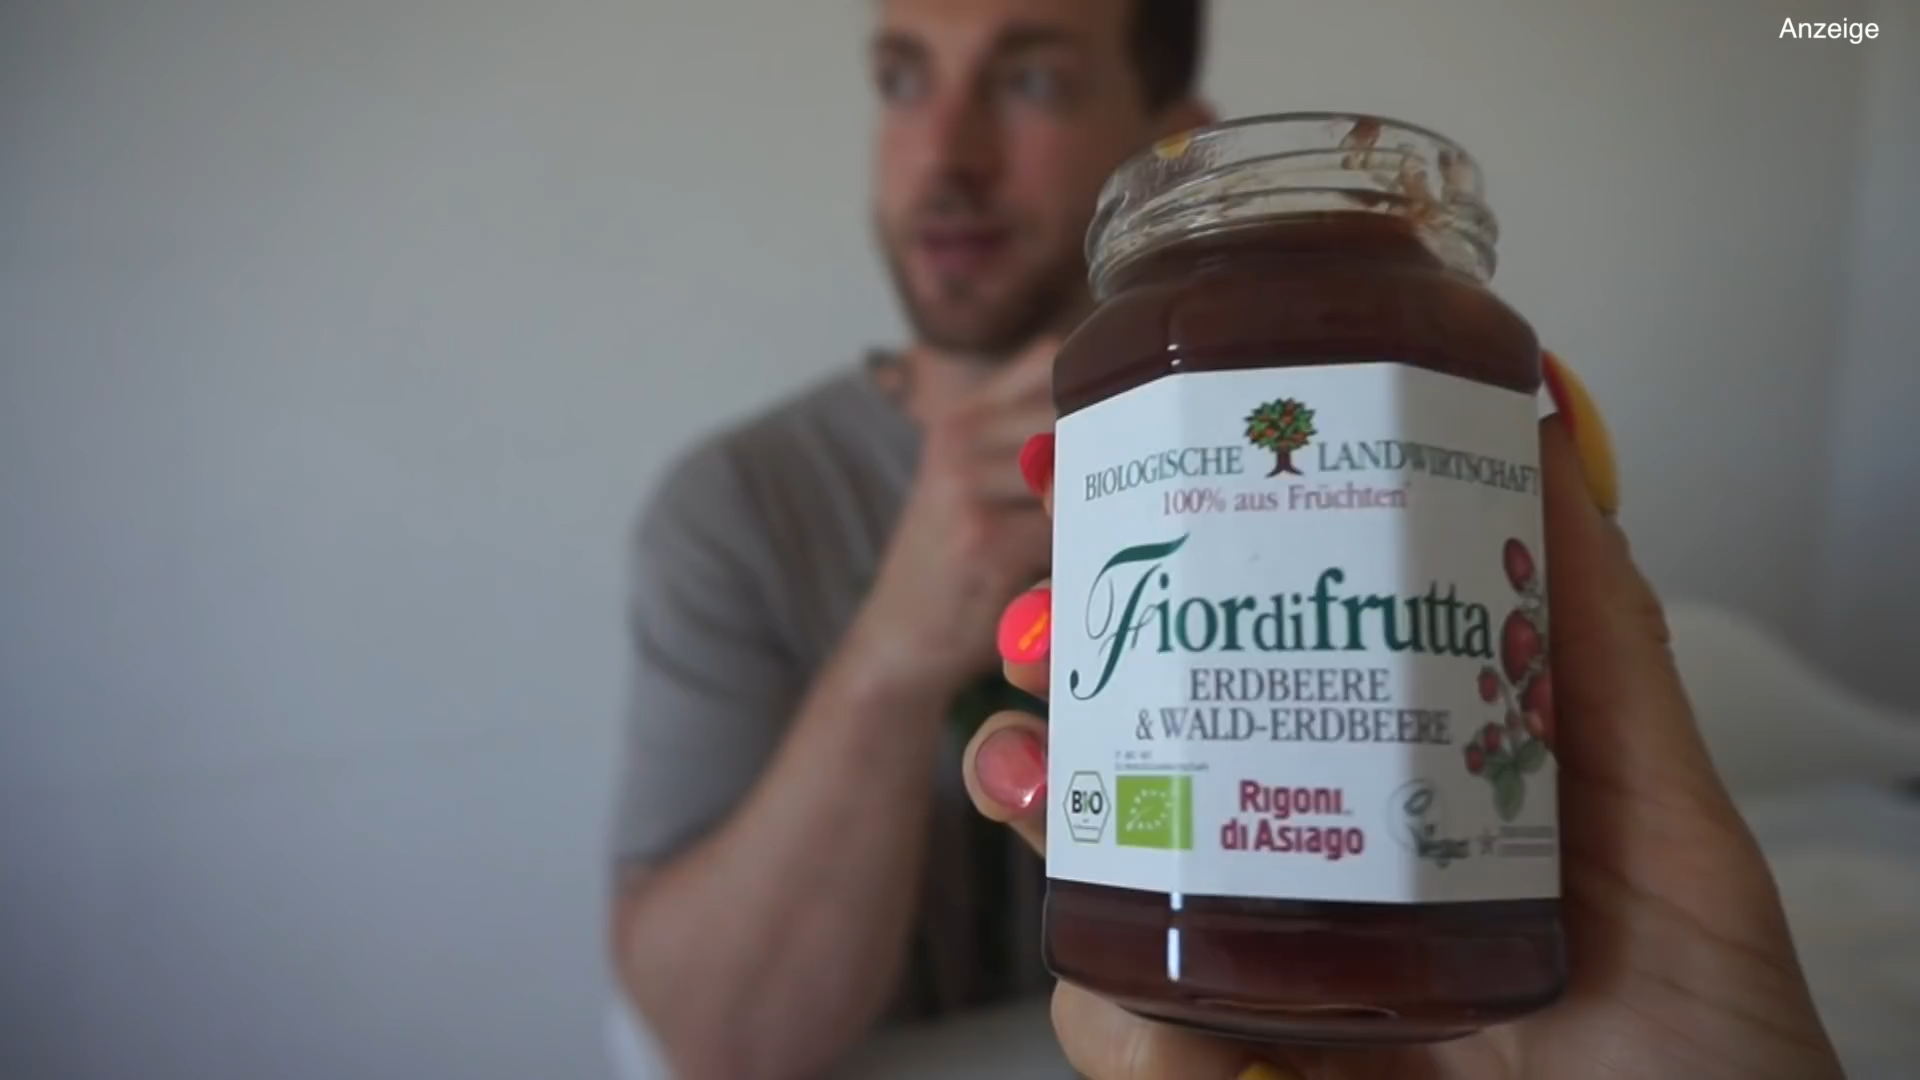 Anzeige
BIOLOGISCHE LANDWIRTSCHAFT
100% aus Früchten*
Fiordifrutta
ERDBEERE
& WALD-ERDBEERE
BIO
Rigoni
di Asiago
Vegan